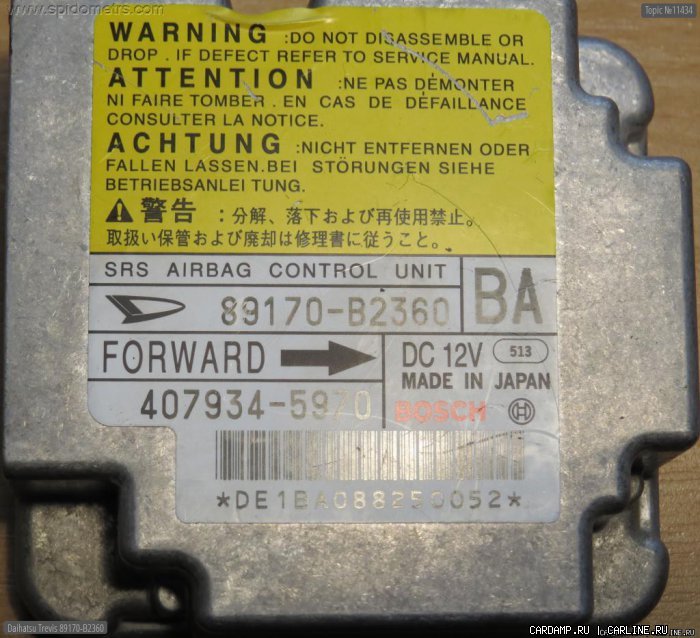 www.spidometrs.com
Topic №11434
WARNING :DO NOT DISASSEMBLE OR
DROP . IF DEFECT REFER TO SERVICE MANUAL.
ATTENTION :NE PAS DÉMONTER
NI FAIRE TOMBER . EN CAS DE DÉFAILLANCE
CONSULTER LA NOTICE.
ACHTUNG :NICHT ENTFERNEN ODER
FALLEN LASSEN.BEI STÖRUNGEN SIEHE
BETRIEBSANLEI TUNG.
警告 : 分解、落下および再使用禁止。
取扱い保管および廃却は修理書に従うこと。
SRS AIRBAG CONTROL UNIT
BA
89170-B2360
FORWARD
DC 12V 513
MADE IN JAPAN
407934-5970
BOSCH
*DE1BA088250052*
Daihatsu Trevis 89170-B2360
CARDAMP.RU CARLINE.RU